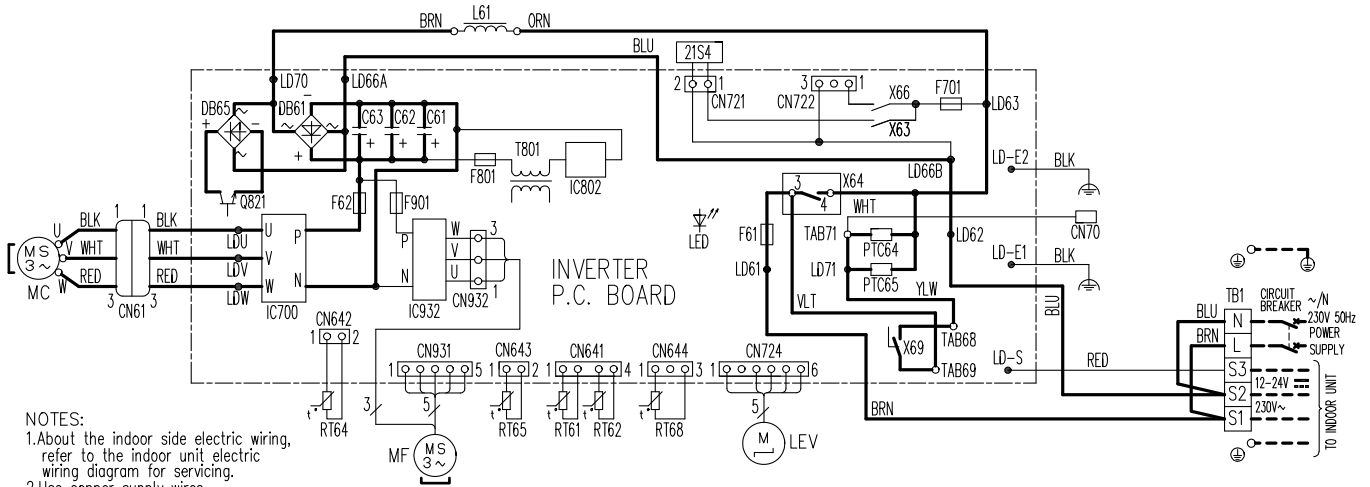 BRN L61 ORN
BLU
21S4
LD70 LD66A
2 1
CN721
3 1
CN722
X66
X63
F701
LD63
DB65
DB61
~
~
+
-
-
~
~
+
C63 C62 C61
+ + +
T801
F801
IC802
Q821
F62
F901
LD66B
LD-E2 BLK
X64
3
4
WHT
LED
F61
TAB71
PTC64
LD62
CN70
LD61
LD71
PTC65
LD-E1
BLK
YLW
VLT
BLU
U BLK 1 1 BLK LDU U P
V WHT WHT LDV V
W RED 3 3 RED LDW W N
MS
3~
MC
CN61
IC700
P
N
IC932
W 3
V
U 1
CN932
INVERTER
P.C. BOARD
X69
TAB68
TAB69
TB1
CIRCUIT
BREAKER
~/N
230V 50Hz
POWER
SUPPLY
BLU N
BRN L
S3
S2
S1
12-24V
230V~
TO INDOOR UNIT
LD-S RED
CN642
1 2
CN931
1 5
CN643
1 2
CN641
1 4
CN644
1 3
CN724
1 6
BRN
t°
RT64
3
5
t°
RT65
t°
RT61
t°
RT62
t°
RT68
5
M
LEV
MF
MS
3~
NOTES:
1.About the indoor side electric wiring,
refer to the indoor unit electric
wiring diagram for servicing.
2.Use copper supply wires.